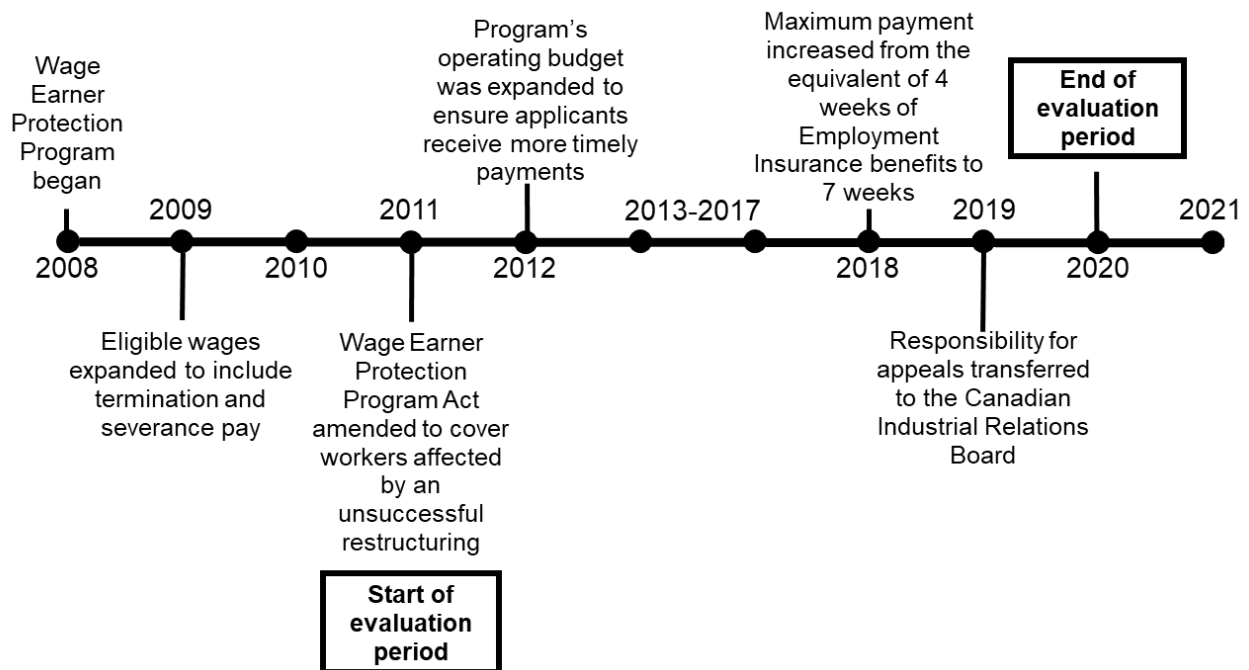 Wage
Earner
Protection
Program
began
Program’s
operating budget
was expanded to
ensure applicants
receive more timely
payments
Maximum payment
increased from the
equivalent of 4
weeks of
Employment
Insurance benefits to
7 weeks
End of
evaluation
period
2009
2011
2013-2017
2019
2021
2008
2010
2012
2018
2020
Eligible wages
expanded to include
termination and
severance pay
Wage Earner
Protection
Program Act
amended to cover
workers affected
by an
unsuccessful
restructuring
Responsibility for
appeals transferred
to the Canadian
Industrial Relations
Board
Start of
evaluation
period